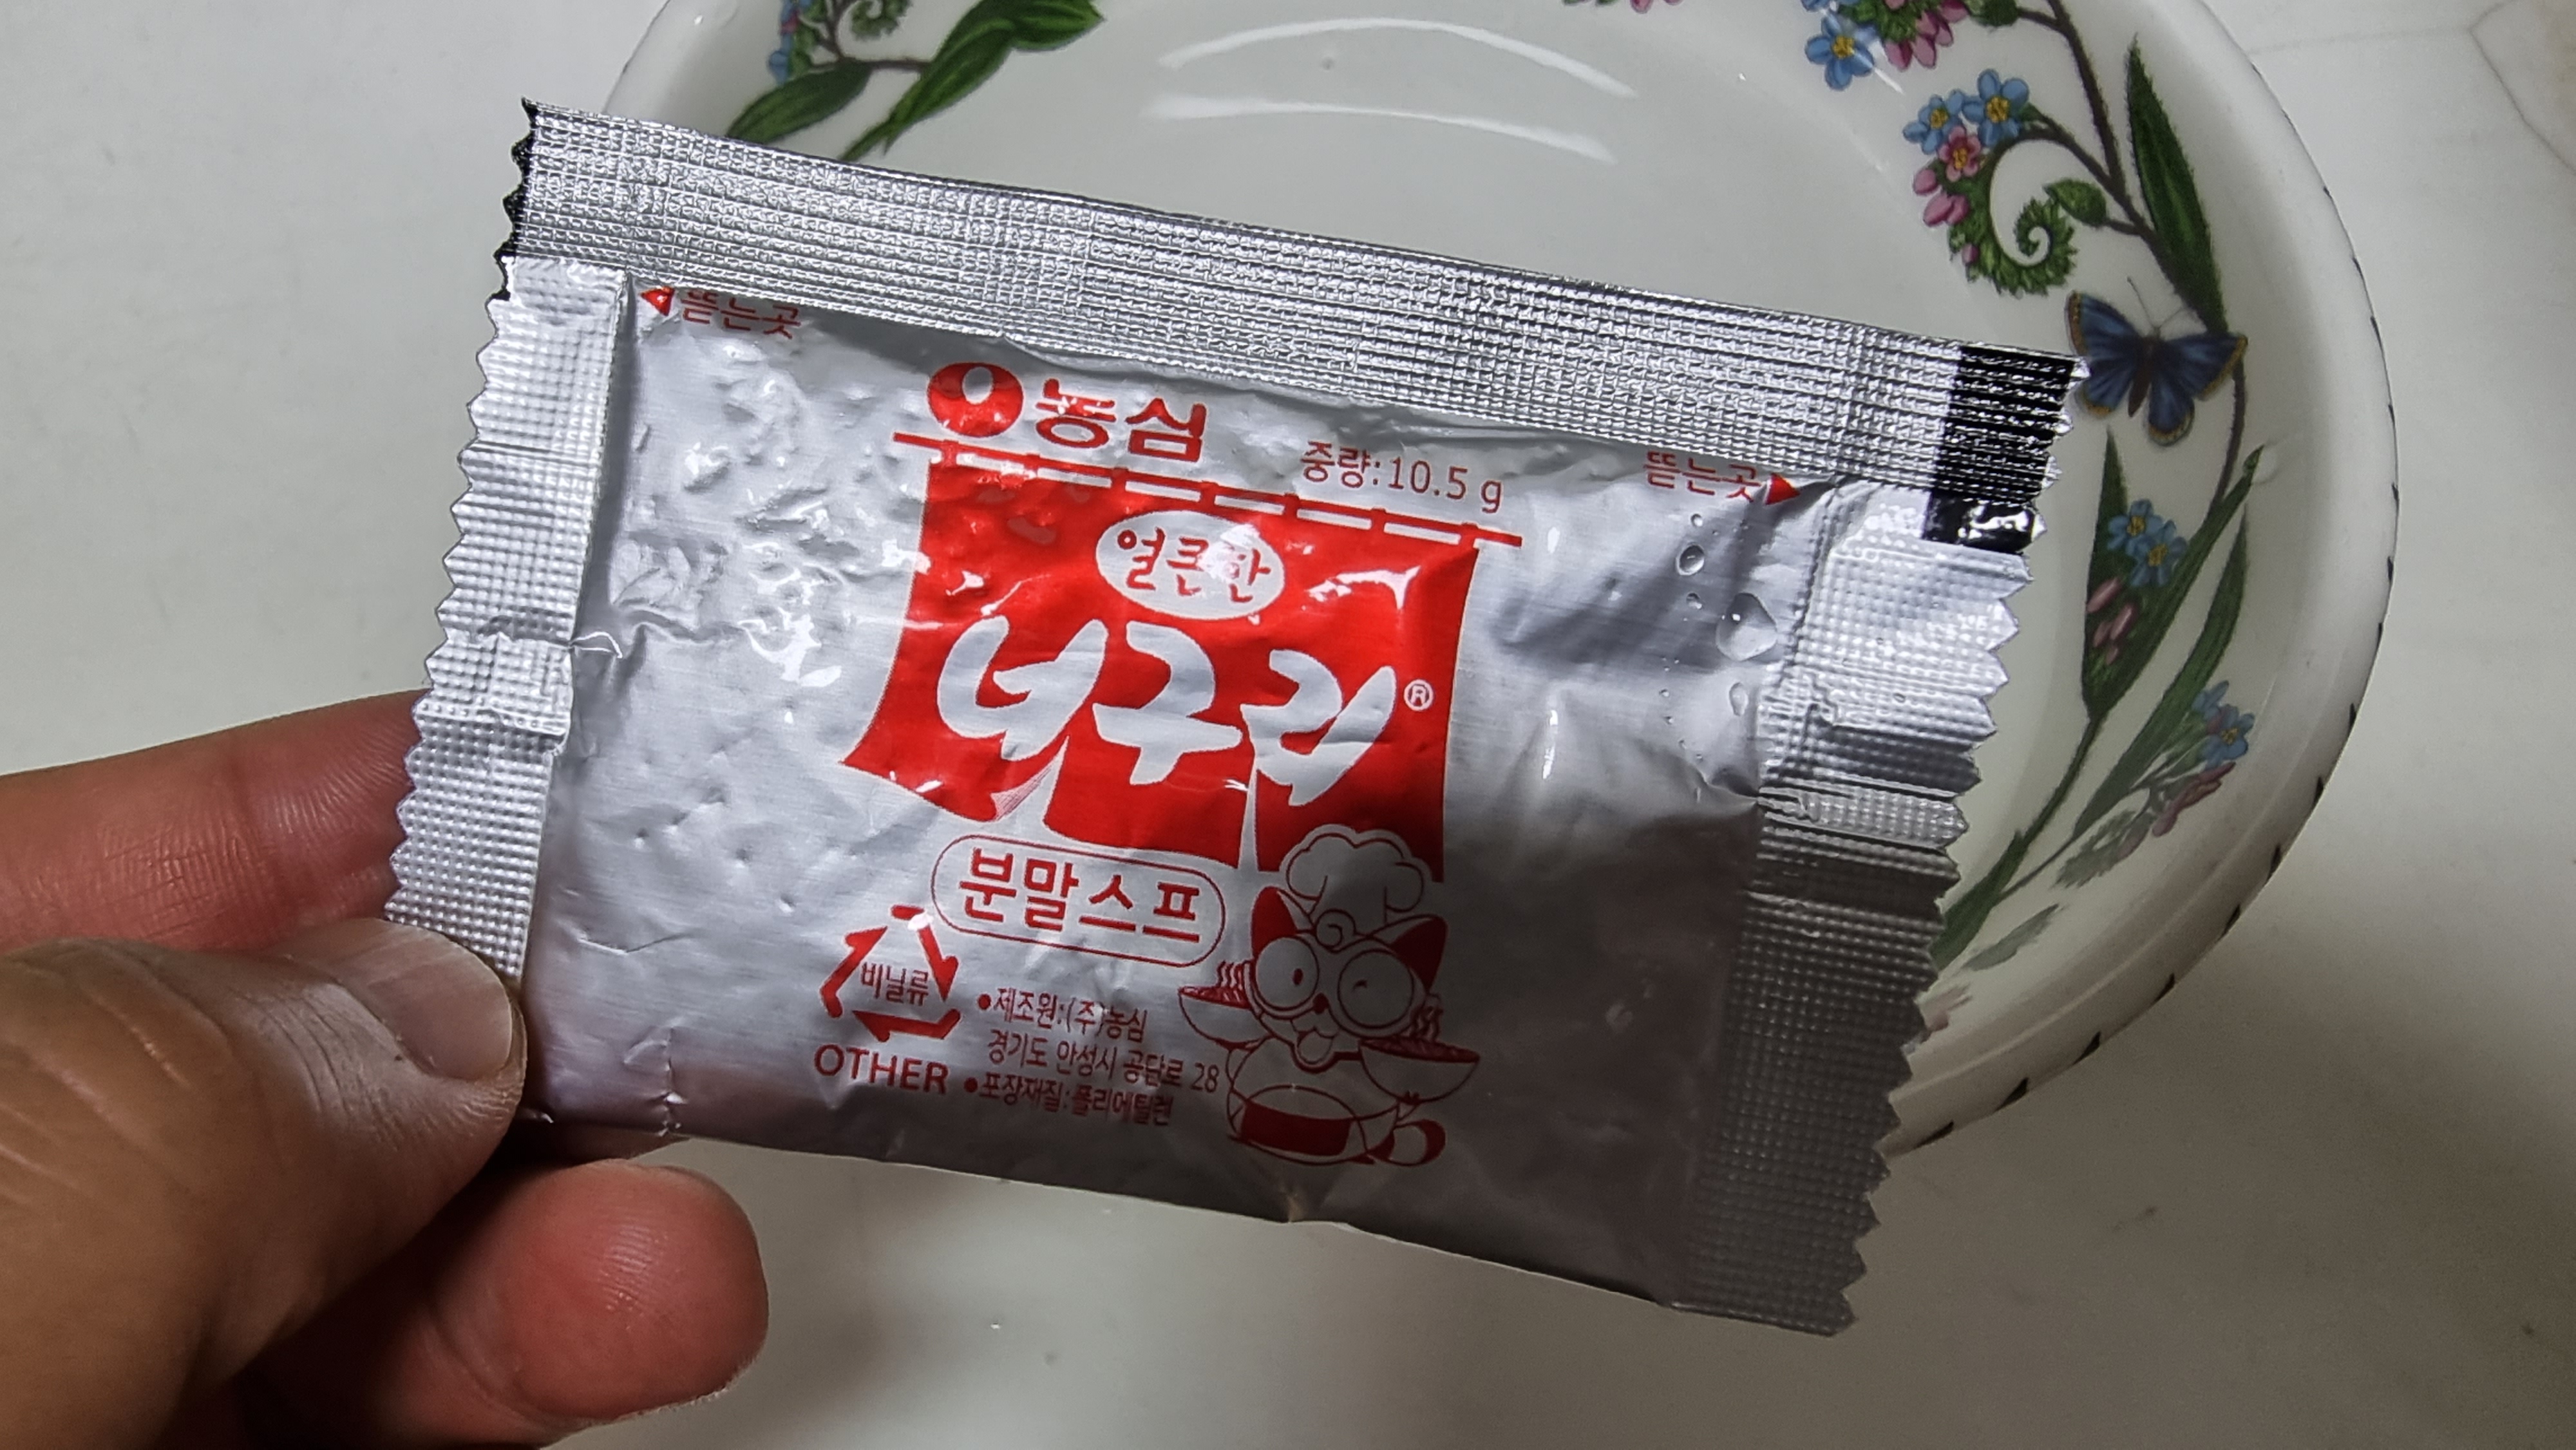 뜯는곳
농심
중량:10.5 g
뜯는곳
얼큰한
너구리®
분말스프
비닐류
OTHER
•제조원:(주)농심
경기도 안성시 공단로 28
•포장재질:폴리에틸렌